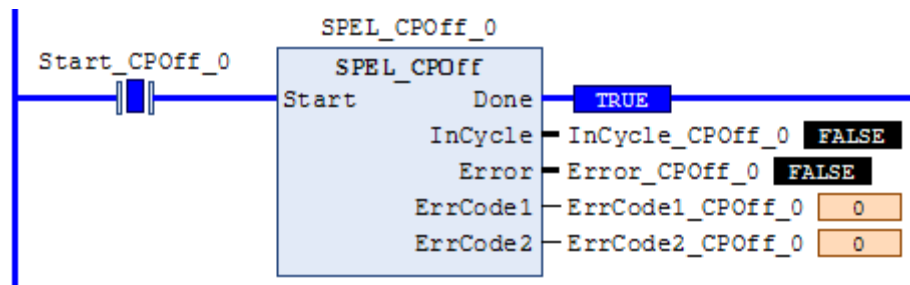 SPEL_CPOff_0
Start_CPOff_0
SPEL_CPOff
Start Done TRUE
InCycle InCycle_CPOff_0 FALSE
Error Error_CPOff_0 FALSE
ErrCode1 ErrCode1_CPOff_0 0
ErrCode2 ErrCode2_CPOff_0 0